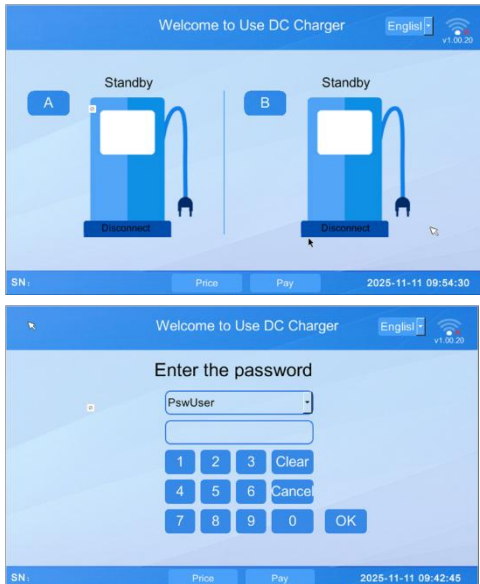 Welcome to Use DC Charger Englisl
v1.00.20
Standby Standby
A B
Disconnect Disconnect
SN: Price Pay 2025-11-11 09:54:30
Welcome to Use DC Charger Englisl
v1.00.20
Enter the password
PswUser
1 2 3 Clear
4 5 6 Cancel
7 8 9 0 OK
SN: Price Pay 2025-11-11 09:42:45